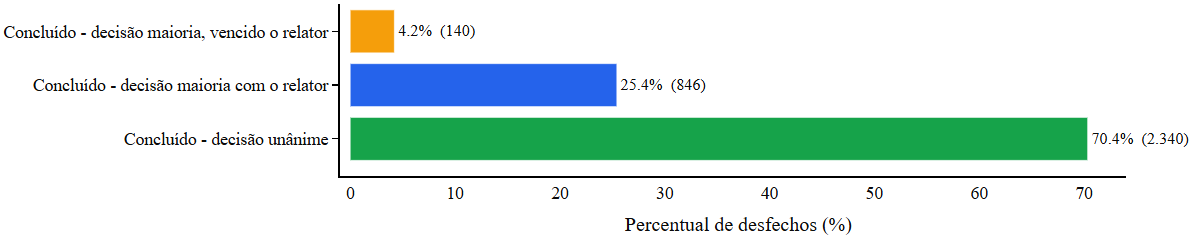 Concluído - decisão maioria, vencido o relator
4.2% (140)
Concluído - decisão maioria com o relator
25.4% (846)
Concluído - decisão unânime
70.4% (2.340)
0 10 20 30 40 50 60 70
Percentual de desfechos (%)